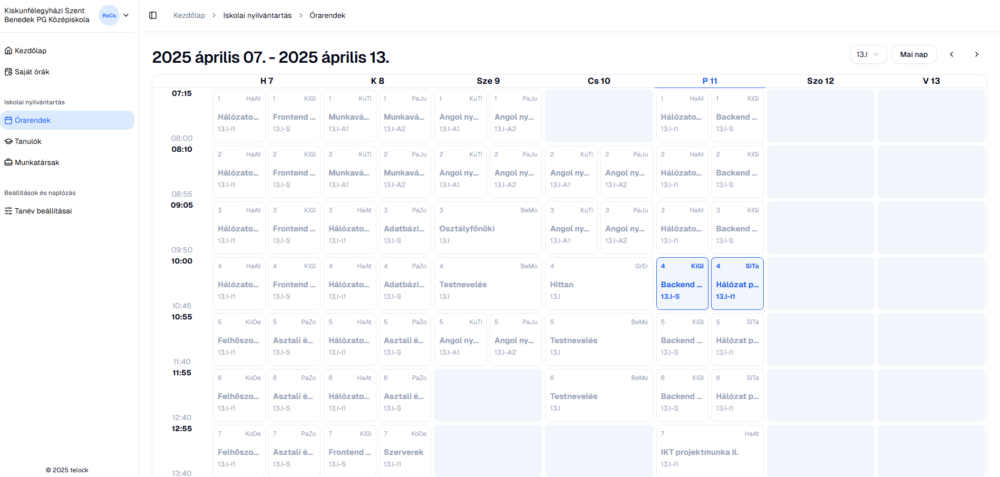 Kiskunfélegyházi Szent
Benedek PG Középiskola
RoCs
Kezdőlap
Saját órák
Iskolai nyilvántartás
Órarendek
Tanulók
Munkatársak
Beállítások és naplózás
Tanév beállításai
© 2025 telock
Kezdőlap > Iskolai nyilvántartás > Órarendek
2025 április 07. - 2025 április 13.
13.I
Mai nap
H 7 K 8 Sze 9 Cs 10 P 11 Szo 12 V 13
07:15
1 HaAt 1 KiGl 1 KuTi 1 PaJu 1 KuTi 1 PaJu 1 HaAt 1 KiGl
Hálózato... Frontend ... Munkavá... Munkavá... Angol ny... Angol ny... Hálózato... Backend ...
13.I-I1 13.I-S 13.I-A1 13.I-A2 13.I-A1 13.I-A2 13.I-I1 13.I-S
08:00
08:10
2 HaAt 2 KiGl 2 KuTi 2 PaJu 2 KuTi 2 PaJu 2 KuTi 2 PaJu 2 HaAt 2 KiGl
Hálózato... Frontend ... Munkavá... Munkavá... Angol ny... Angol ny... Angol ny... Angol ny... Hálózato... Backend ...
13.I-I1 13.I-S 13.I-A1 13.I-A2 13.I-A1 13.I-A2 13.I-A1 13.I-A2 13.I-I1 13.I-S
08:55
09:05
3 HaAt 3 KiGl 3 HaAt 3 PaZo 3 BeMo 3 KuTi 3 PaJu 3 HaAt 3 KiGl
Hálózato... Frontend ... Hálózato... Adatbázi... Osztályfőnöki Angol ny... Angol ny... Hálózato... Backend ...
13.I-I1 13.I-S 13.I-I1 13.I-S 13.I 13.I-A1 13.I-A2 13.I-I1 13.I-S
09:50
10:00
4 HaAt 4 KiGl 4 HaAt 4 PaZo 4 BeMo 4 GrEr 4 KiGl 4 SiTa
Hálózato... Frontend ... Hálózato... Adatbázi... Testnevelés Hittan Backend ... Hálózat p...
13.I-I1 13.I-S 13.I-I1 13.I-S 13.I 13.I 13.I-S 13.I-I1
10:45
10:55
5 KoDe 5 PaZo 5 HaAt 5 PaZo 5 KuTi 5 PaJu 5 BeMo 5 KiGl 5 SiTa
Felhőszo... Asztali é... Hálózato... Asztali é... Angol ny... Angol ny... Testnevelés Backend ... Hálózat p...
13.I-I1 13.I-S 13.I-I1 13.I-S 13.I-A1 13.I-A2 13.I 13.I-S 13.I-I1
11:40
11:55
6 KoDe 6 PaZo 6 HaAt 6 PaZo 6 BeMo 6 KiGl 6 SiTa
Felhőszo... Asztali é... Hálózato... Asztali é... Testnevelés Backend ... Hálózat p...
13.I-I1 13.I-S 13.I-I1 13.I-S 13.I 13.I-S 13.I-I1
12:40
12:55
7 KoDe 7 PaZo 7 KiGl 7 KoDe 7 HaAt
Felhőszo... Asztali é... Frontend ... Szerverek IKT projektmunka II.
13.I-I1 13.I-S 13.I-S 13.I-I1 13.I-I1
13:40